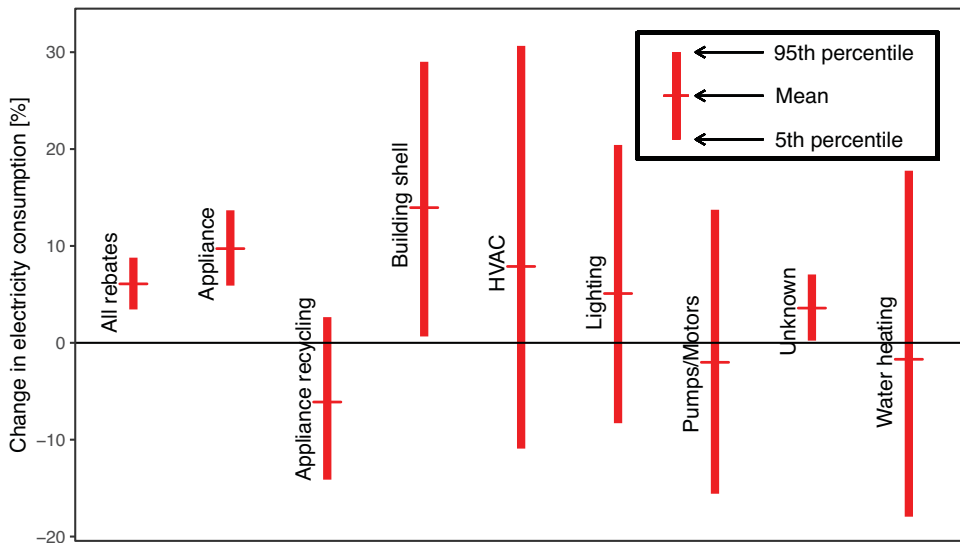 Change in electricity consumption [%]
30
20
10
0
−10
−20
All rebates
Appliance
Appliance recycling
Building shell
HVAC
Lighting
Pumps/Motors
Unknown
Water heating
95th percentile
Mean
5th percentile